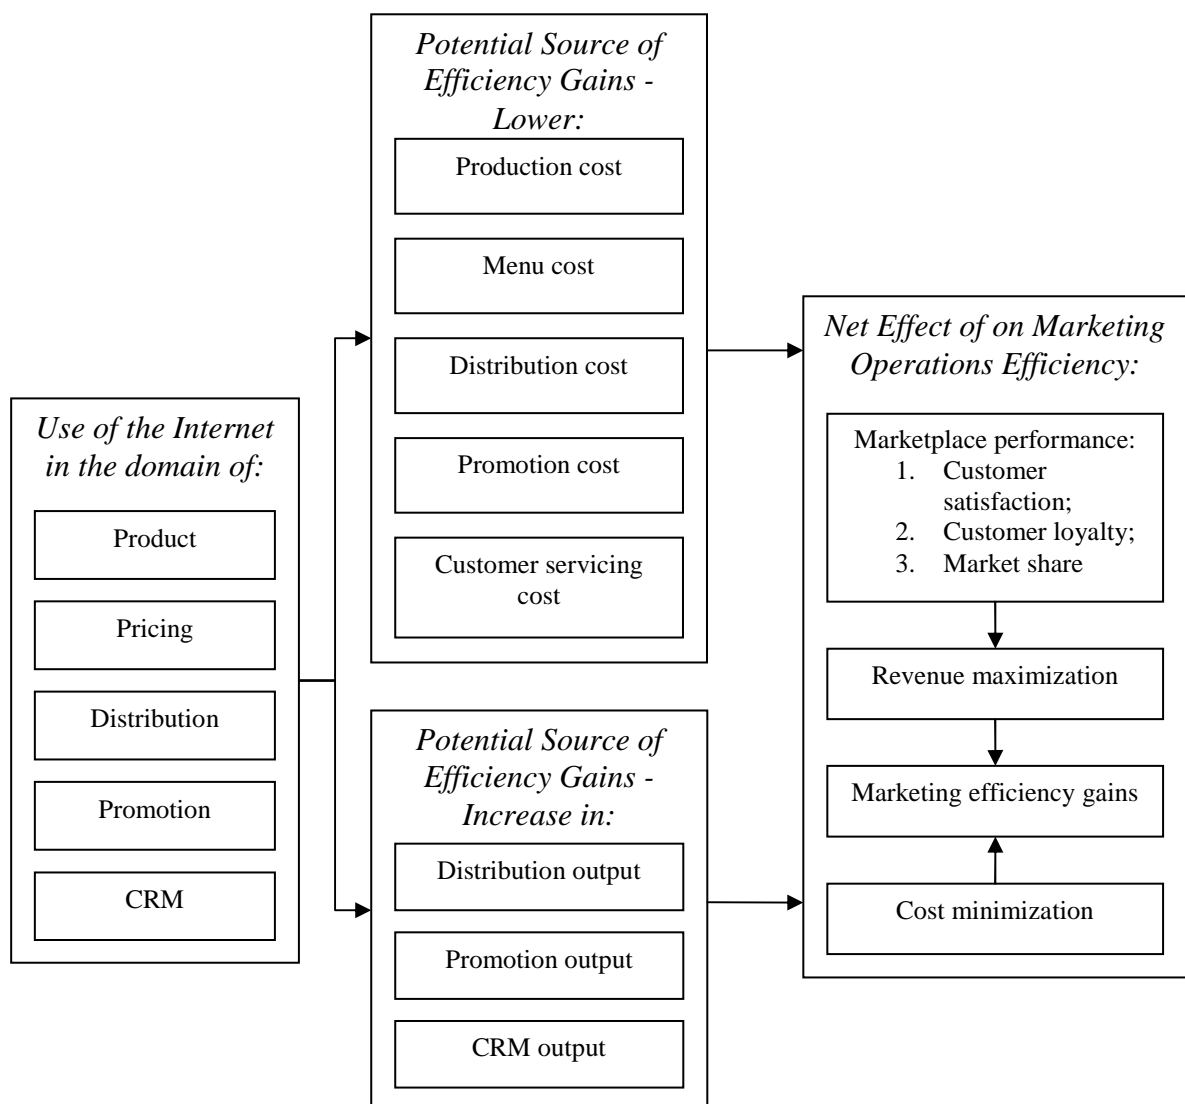 Use of the Internet
in the domain of:
Product
Pricing
Distribution
Promotion
CRM
Potential Source of
Efficiency Gains -
Lower:
Production cost
Menu cost
Distribution cost
Promotion cost
Customer servicing
cost
Potential Source of
Efficiency Gains -
Increase in:
Distribution output
Promotion output
CRM output
Net Effect of on Marketing
Operations Efficiency:
Marketplace performance:
1. Customer
satisfaction;
2. Customer loyalty;
3. Market share
Revenue maximization
Marketing efficiency gains
Cost minimization